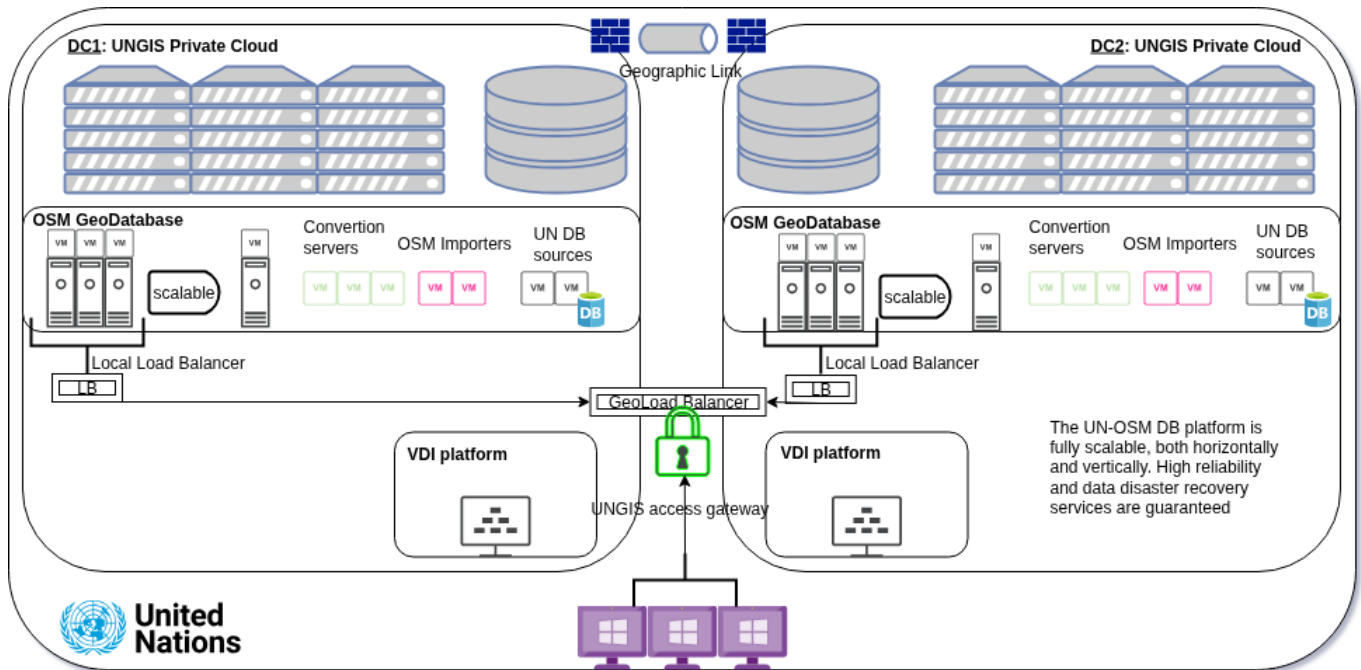 DC1: UNGIS Private Cloud
Geographic Link
DC2: UNGIS Private Cloud
OSM GeoDatabase
VM VM VM
VM
scalable
Convertion
servers
VM VM VM
OSM Importers
VM VM
UN DB
sources
VM VM
DB
Local Load Balancer
LB
OSM GeoDatabase
VM VM VM
VM
scalable
Convertion
servers
VM VM VM
OSM Importers
VM VM
UN DB
sources
VM VM
DB
Local Load Balancer
LB
GeoLoad Balancer
VDI platform
UNGIS access gateway
VDI platform
The UN-OSM DB platform is
fully scalable, both horizontally
and vertically. High reliability
and data disaster recovery
services are guaranteed
United
Nations